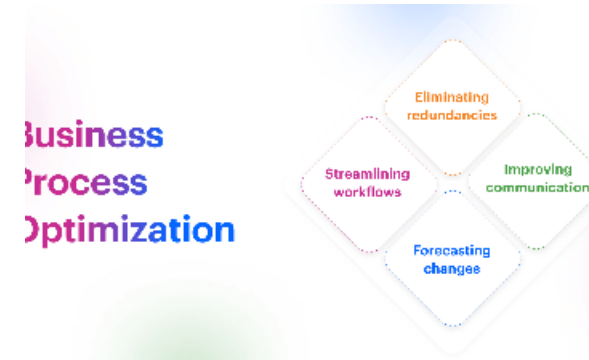 Business
Process
Optimization
Eliminating
redundancies
Streamlining
workflows
Improving
communication
Forecasting
changes